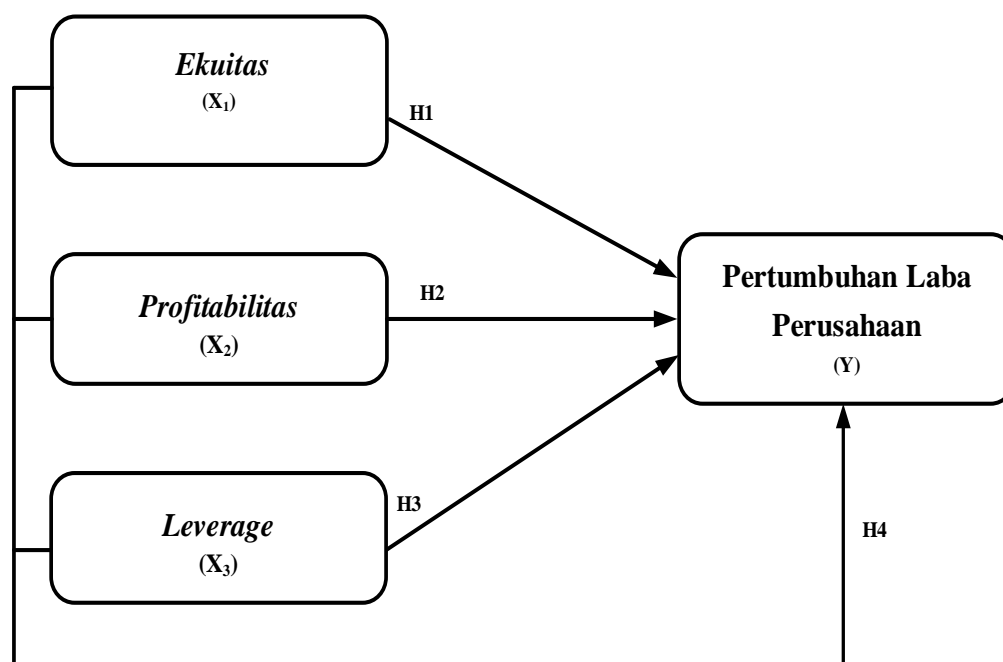 Ekuitas
(X₁)
H1
Profitabilitas
(X₂)
H2
Pertumbuhan Laba
Perusahaan
(Y)
Leverage
(X₃)
H3
H4